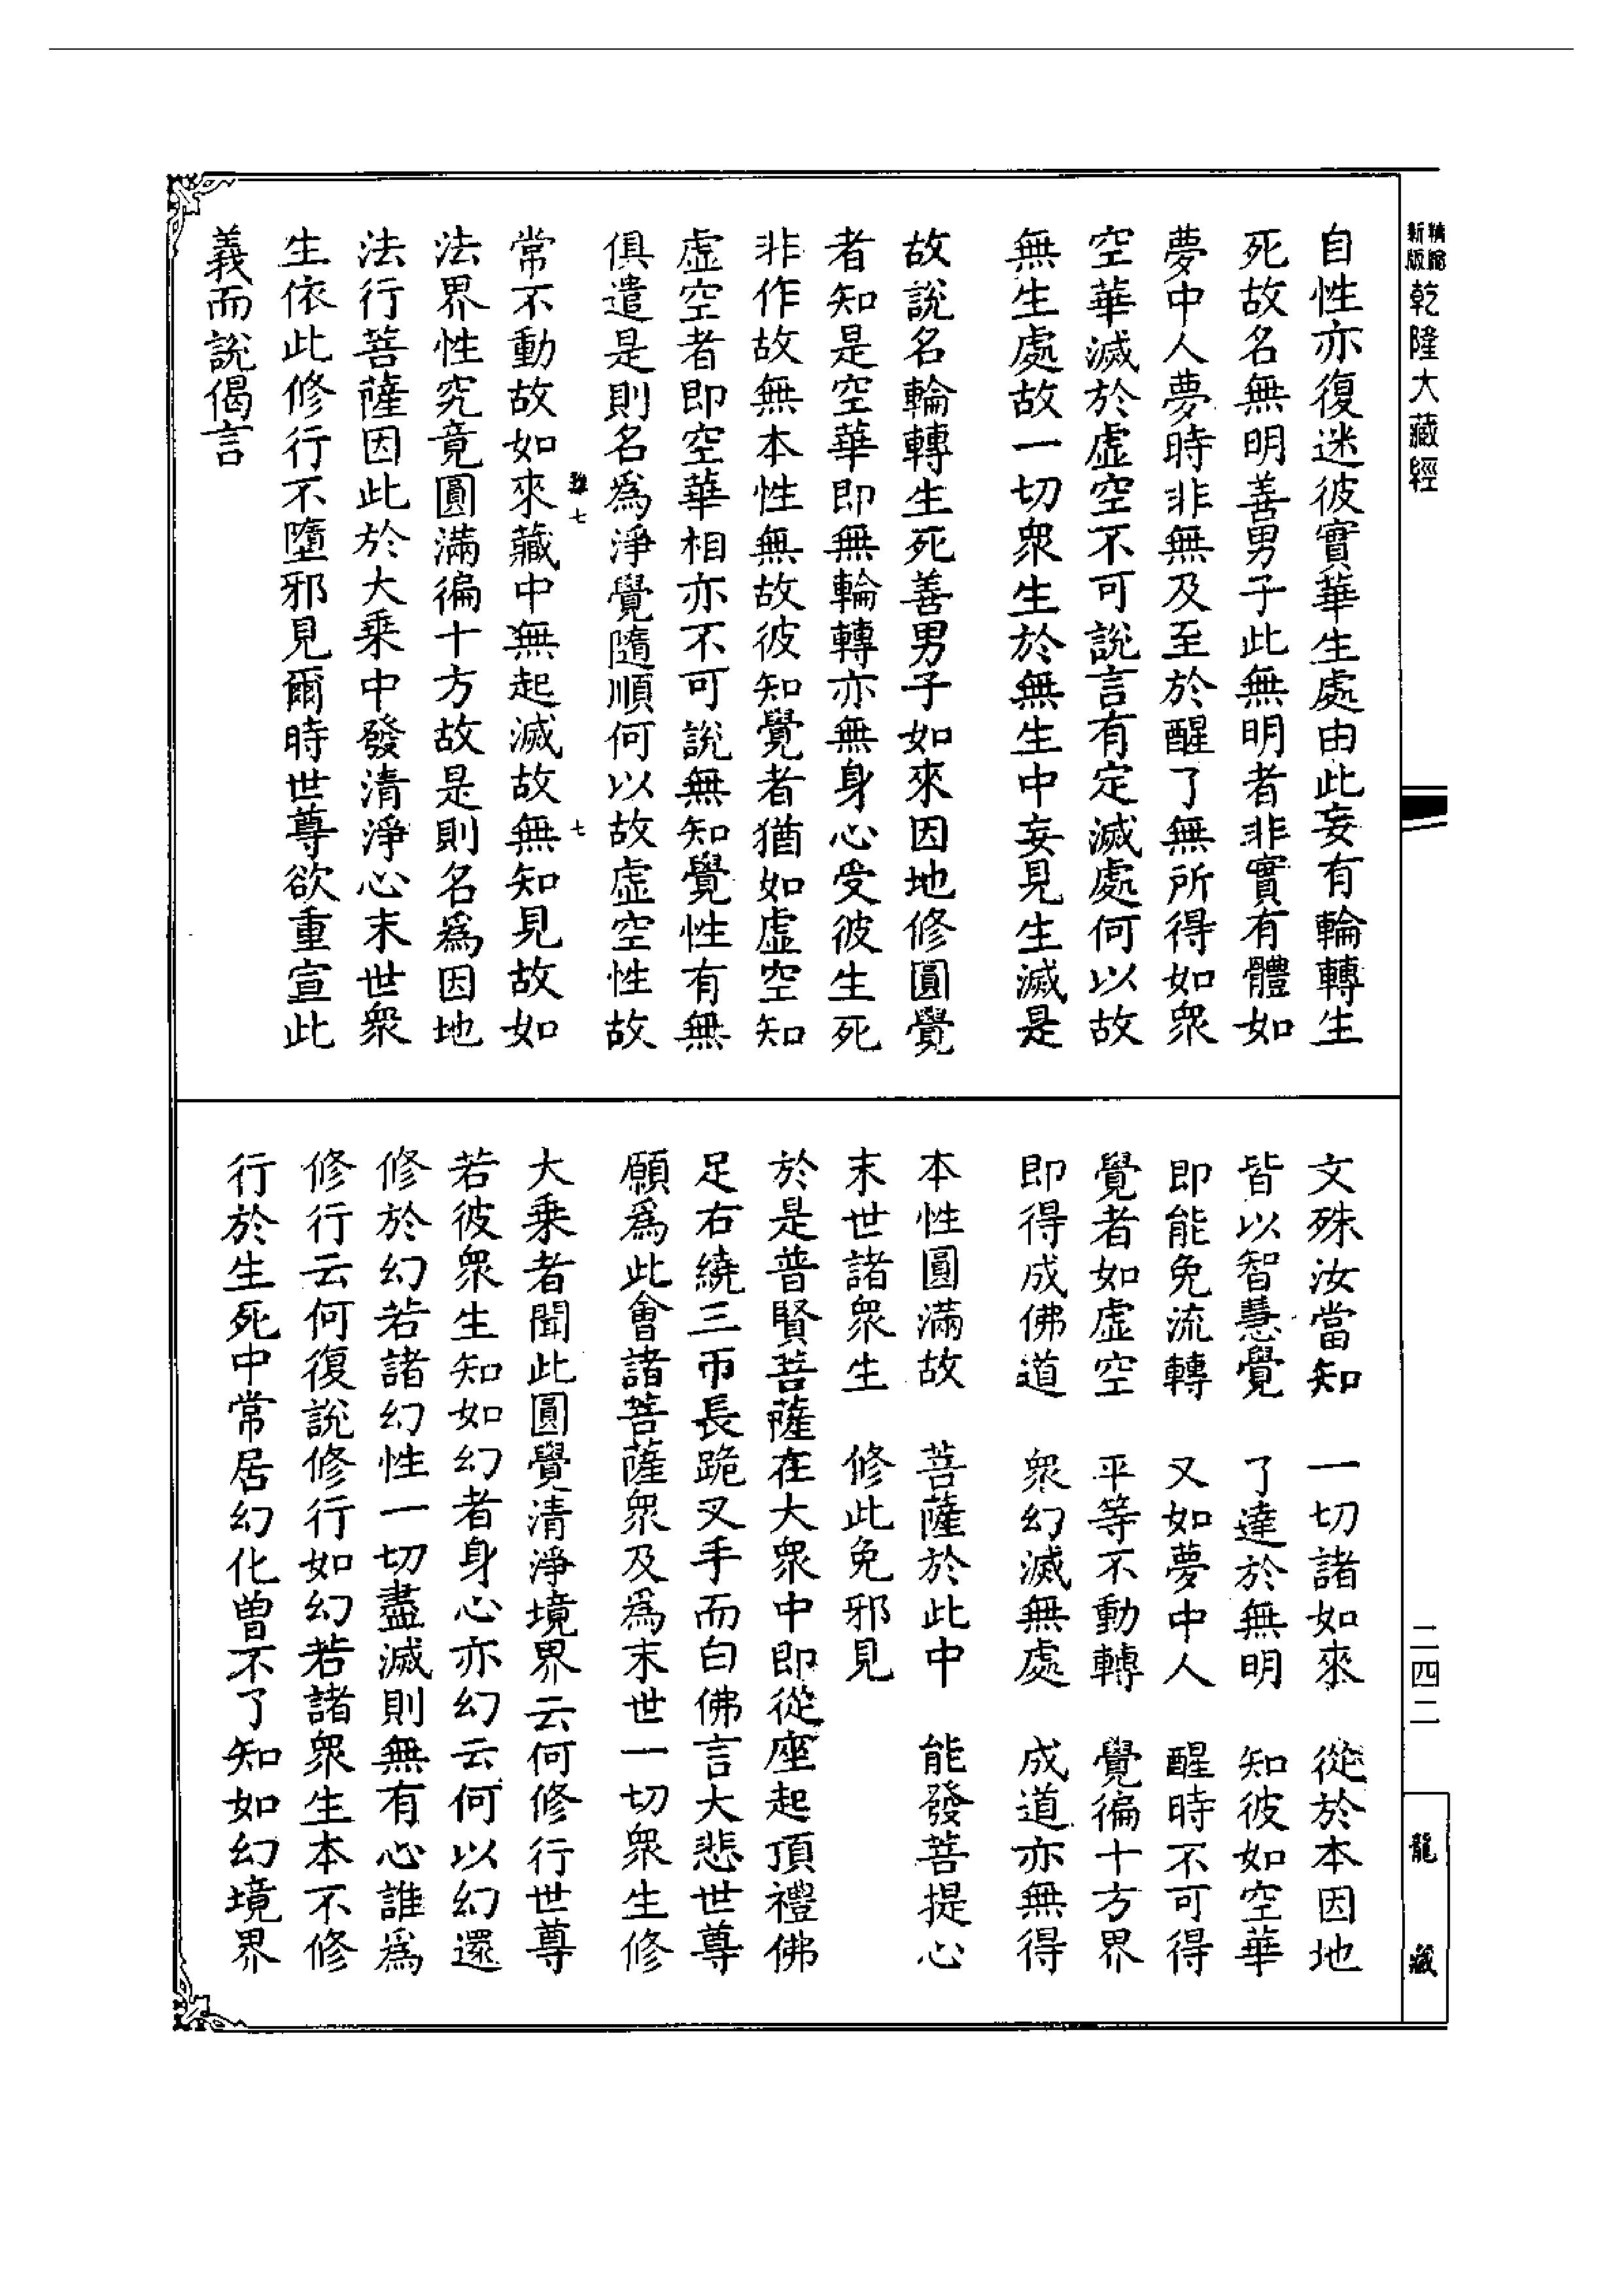 精縮
新版
乾隆大藏經
二四二
龍藏
自性亦復迷彼實華生處由此妄有輪轉生
死故名無明善男子此無明者非實有體如
夢中人夢時非無及至於醒了無所得如衆
空華滅於虛空不可說言有定滅處何以故
無生處故一切衆生於無生中妄見生滅是
故說名輪轉生死善男子如來因地修圓覺
者知是空華即無輪轉亦無身心受彼生死
非作故無本性無故彼知覺者猶如虛空知
虛空者即空華相亦不可說無知覺性有無
俱遣是則名爲淨覺隨順何以故虛空性故
七 七
常不動故如來藏中無起滅故無知見故如
法界性究竟圓滿徧十方故是則名爲因地
法行菩薩因此於大乘中發清淨心末世衆
生依此修行不墮邪見爾時世尊欲重宣此
義而說偈言
文殊汝當知 一切諸如來 從於本因地
皆以智慧覺 了達於無明 知彼如空華
即能免流轉 又如夢中人 醒時不可得
覺者如虛空 平等不動轉 覺徧十方界
即得成佛道 衆幻滅無處 成道亦無得
本性圓滿故 菩薩於此中 能發菩提心
末世諸衆生 修此免邪見
於是普賢菩薩在大衆中即從座起頂禮佛
足右繞三帀長跪叉手而白佛言大悲世尊
願爲此會諸菩薩衆及爲末世一切衆生修
大乘者聞此圓覺清淨境界云何修行世尊
若彼衆生知如幻者身心亦幻云何以幻還
修於幻若諸幻性一切盡滅則無有心誰爲
修行云何復說修行如幻若諸衆生本不修
行於生死中常居幻化曾不了知如幻境界